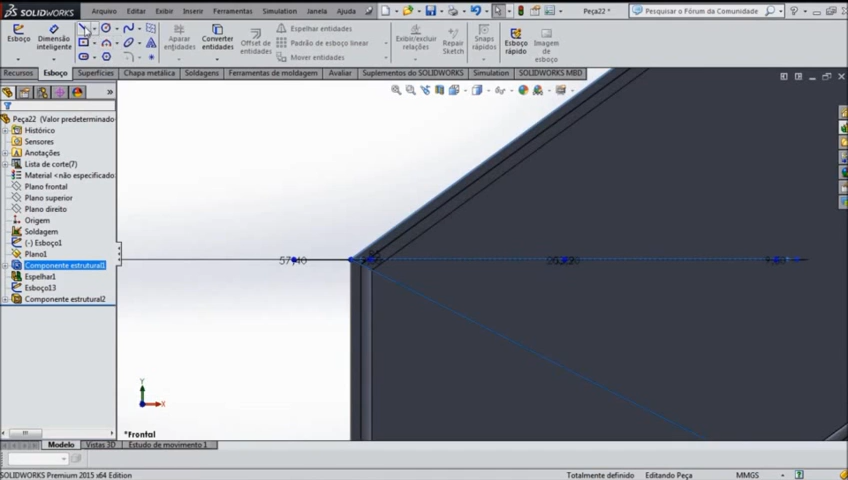 SOLIDWORKS
Arquivo Editar Exibir Inserir Ferramentas Simulation Janela Ajuda
Peça22 *
Pesquisar o Fórum da Comunidade
Esboço
Dimensão inteligente
Aparar entidades
Converter entidades
Offset de entidades
Espelhar entidades
Padrão de esboço linear
Mover entidades
Exibir/excluir relações
Repair Sketch
Snaps rápidos
Esboço rápido
Imagem esboço
Recursos Esboço Superfícies Chapa metálica Soldagens Ferramentas de moldagem Avaliar Suplementos do SOLIDWORKS Simulation SOLIDWORKS MBD
Peça22 (Valor predeterminado
Histórico
Sensores
Anotações
Lista de corte(7)
Material <não especificado
Plano frontal
Plano superior
Plano direito
Origem
Soldagem
(-) Esboço1
Plano1
Componente estrutural1
Espelhar1
Esboço13
Componente estrutural2
Y
X
*Frontal
Modelo Vistas 3D Estudo de movimento 1
SOLIDWORKS Premium 2015 x64 Edition
Totalmente definido Editando Peça MMGS